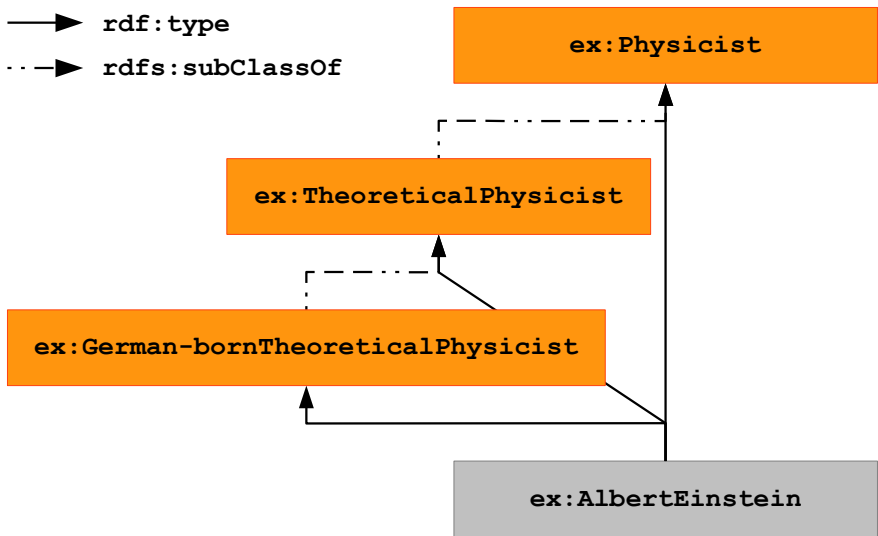 rdf:type
rdfs:subClassOf
ex:Physicist
ex:TheoreticalPhysicist
ex:German-bornTheoreticalPhysicist
ex:AlbertEinstein